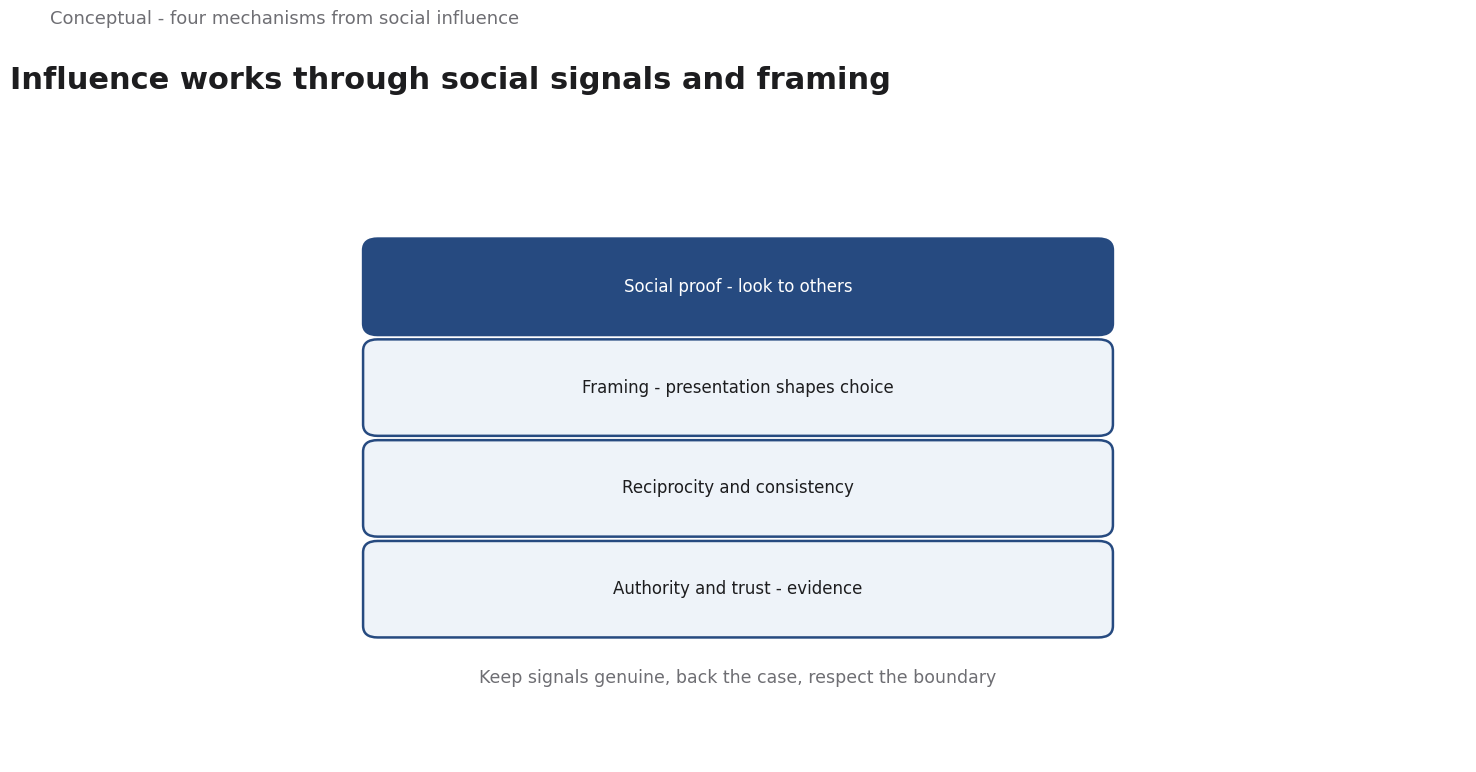 Conceptual - four mechanisms from social influence
Influence works through social signals and framing
Social proof - look to others
Framing - presentation shapes choice
Reciprocity and consistency
Authority and trust - evidence
Keep signals genuine, back the case, respect the boundary